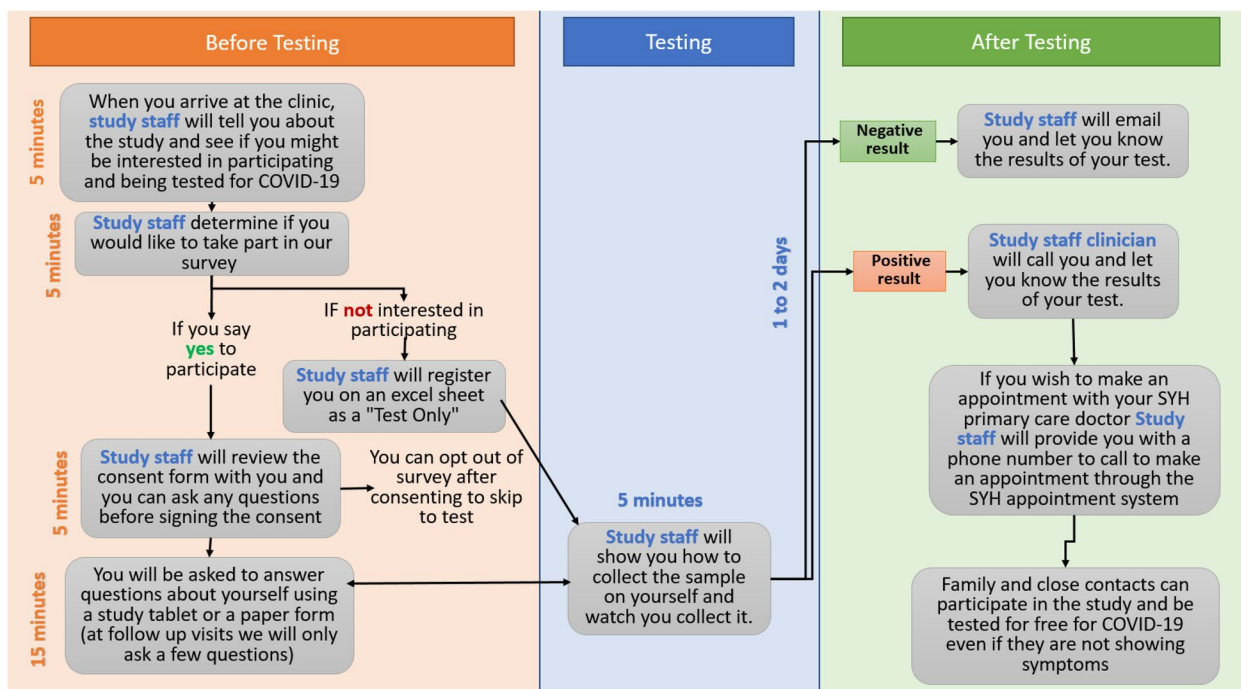 Before Testing
5 minutes
When you arrive at the clinic,
study staff will tell you about
the study and see if you might
be interested in participating
and being tested for COVID-19
5 minutes
Study staff determine if you
would like to take part in our
survey
If you say
yes to
participate
IF not interested in
participating
Study staff will register
you on an excel sheet
as a "Test Only"
5 minutes
Study staff will review the
consent form with you and
you can ask any questions
before signing the consent
You can opt out of
survey after
consenting to skip
to test
15 minutes
You will be asked to answer
questions about yourself using
a study tablet or a paper form
(at follow up visits we will only
ask a few questions)
Testing
5 minutes
Study staff will
show you how to
collect the sample
on yourself and
watch you collect it.
1 to 2 days
After Testing
Negative
result
Study staff will email
you and let you know
the results of your test.
Positive
result
Study staff clinician
will call you and let
you know the results
of your test.
If you wish to make an
appointment with your SYH
primary care doctor Study
staff will provide you with a
phone number to call to make
an appointment through the
SYH appointment system
Family and close contacts can
participate in the study and be
tested for free for COVID-19
even if they are not showing
symptoms